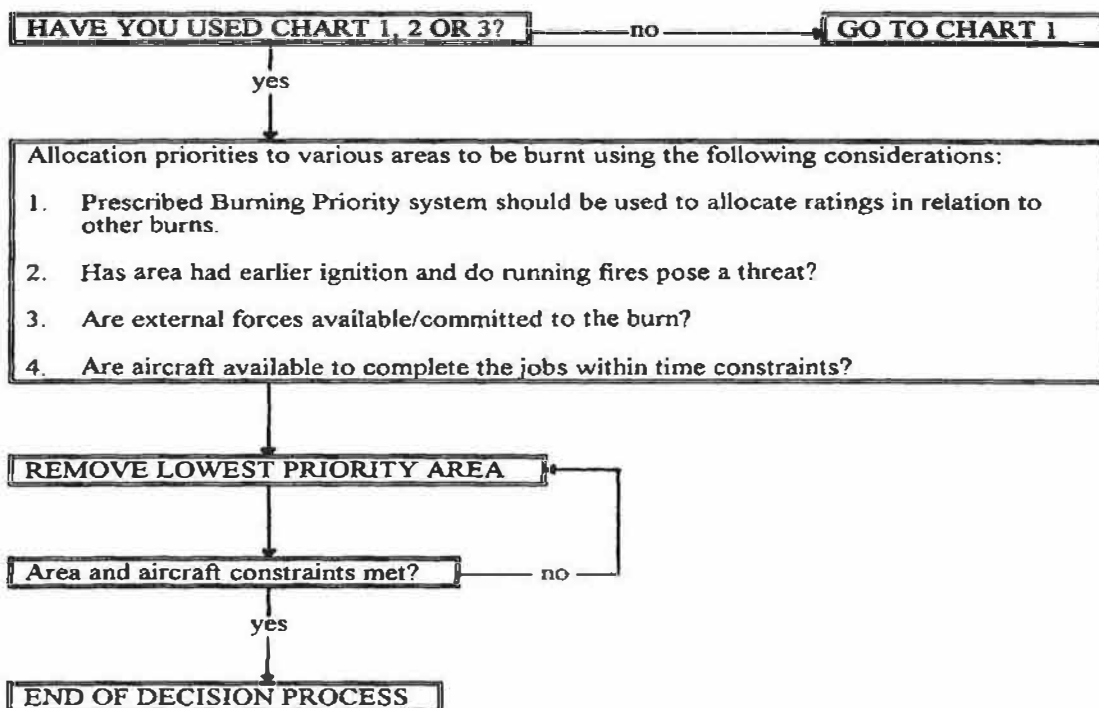 HAVE YOU USED CHART 1, 2 OR 3?
no
GO TO CHART 1
yes
Allocation priorities to various areas to be burnt using the following considerations:
1. Prescribed Burning Priority system should be used to allocate ratings in relation to
other burns.
2. Has area had earlier ignition and do running fires pose a threat?
3. Are external forces available/committed to the burn?
4. Are aircraft available to complete the jobs within time constraints?
REMOVE LOWEST PRIORITY AREA
Area and aircraft constraints met?
no
yes
END OF DECISION PROCESS